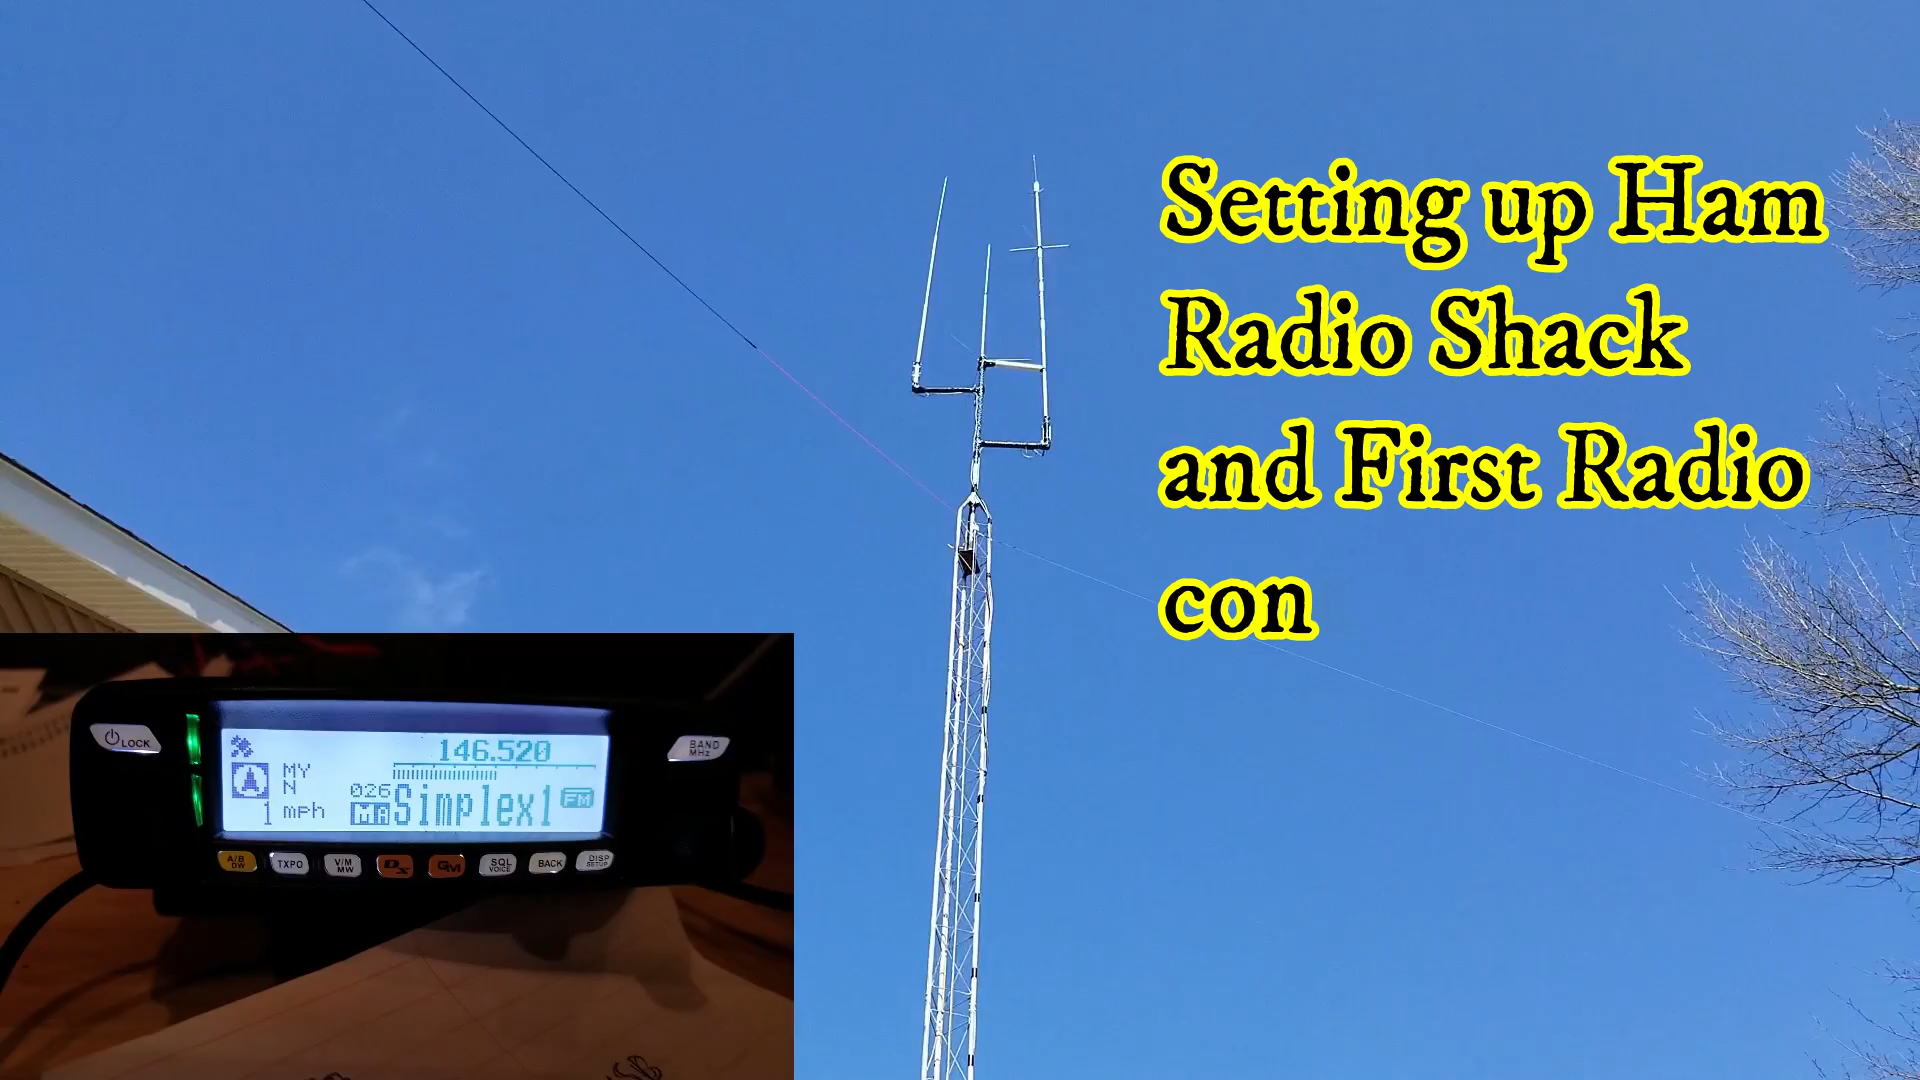 Setting up Ham
Radio Shack
and First Radio
con
LOCK
BAND
MHz
146.520
MY
N
1 mph
026
MA Simplex1 FM
A/B
DW
TXPO
V/M
MW
DX
GM
SQL
VOICE
BACK
DISP
SETUP